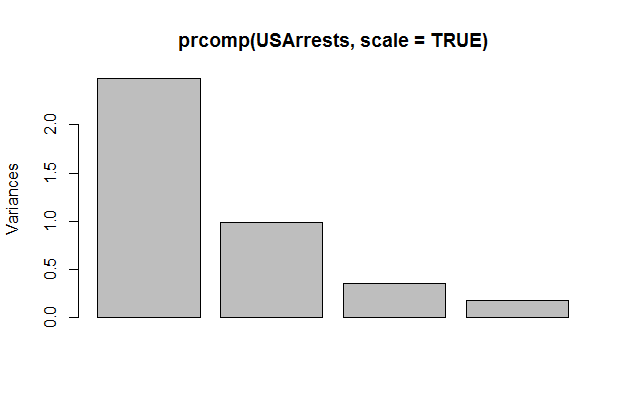 prcomp(USArrests, scale = TRUE)
Variances
2.0
1.5
1.0
0.5
0.0